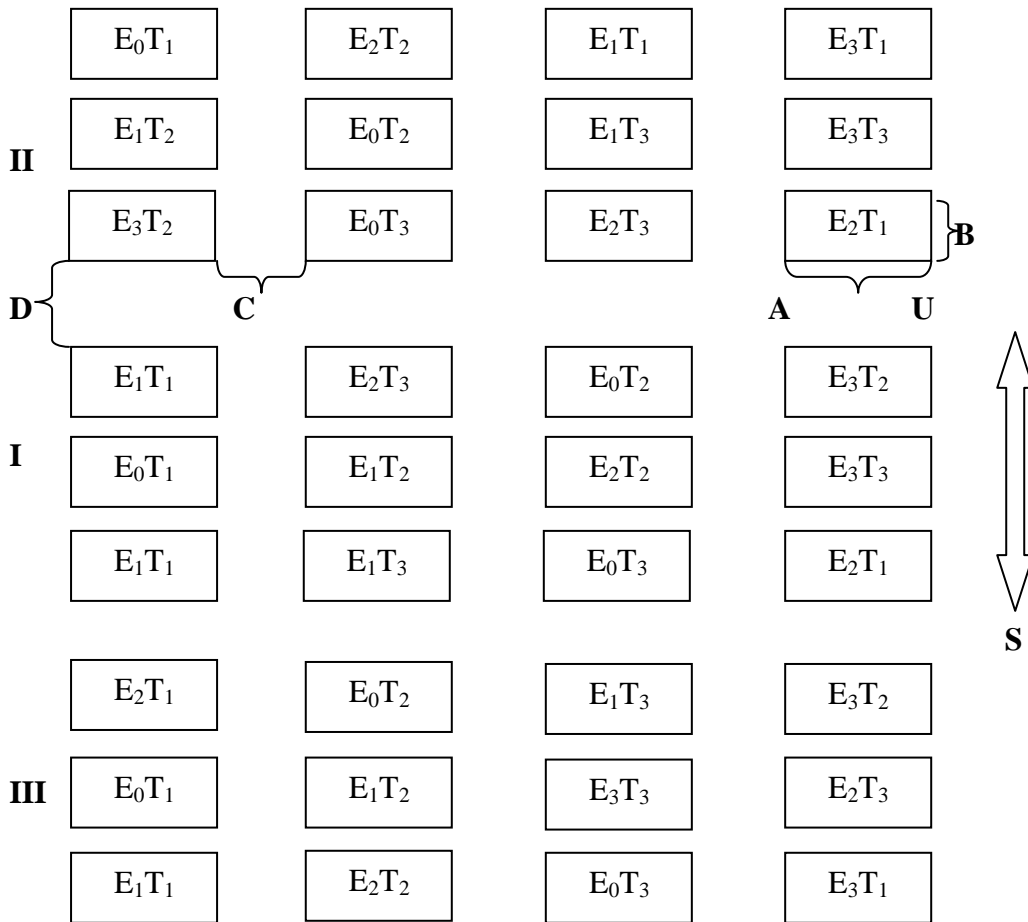 E₀T₁ E₂T₂ E₁T₁ E₃T₁
E₁T₂ E₀T₂ E₁T₃ E₃T₃
II
E₃T₂ E₀T₃ E₂T₃ E₂T₁ B
D C A U
E₁T₁ E₂T₃ E₀T₂ E₃T₂
I
E₀T₁ E₁T₂ E₂T₂ E₃T₃
E₁T₁ E₁T₃ E₀T₃ E₂T₁
S
E₂T₁ E₀T₂ E₁T₃ E₃T₂
III E₀T₁ E₁T₂ E₃T₃ E₂T₃
E₁T₁ E₂T₂ E₀T₃ E₃T₁